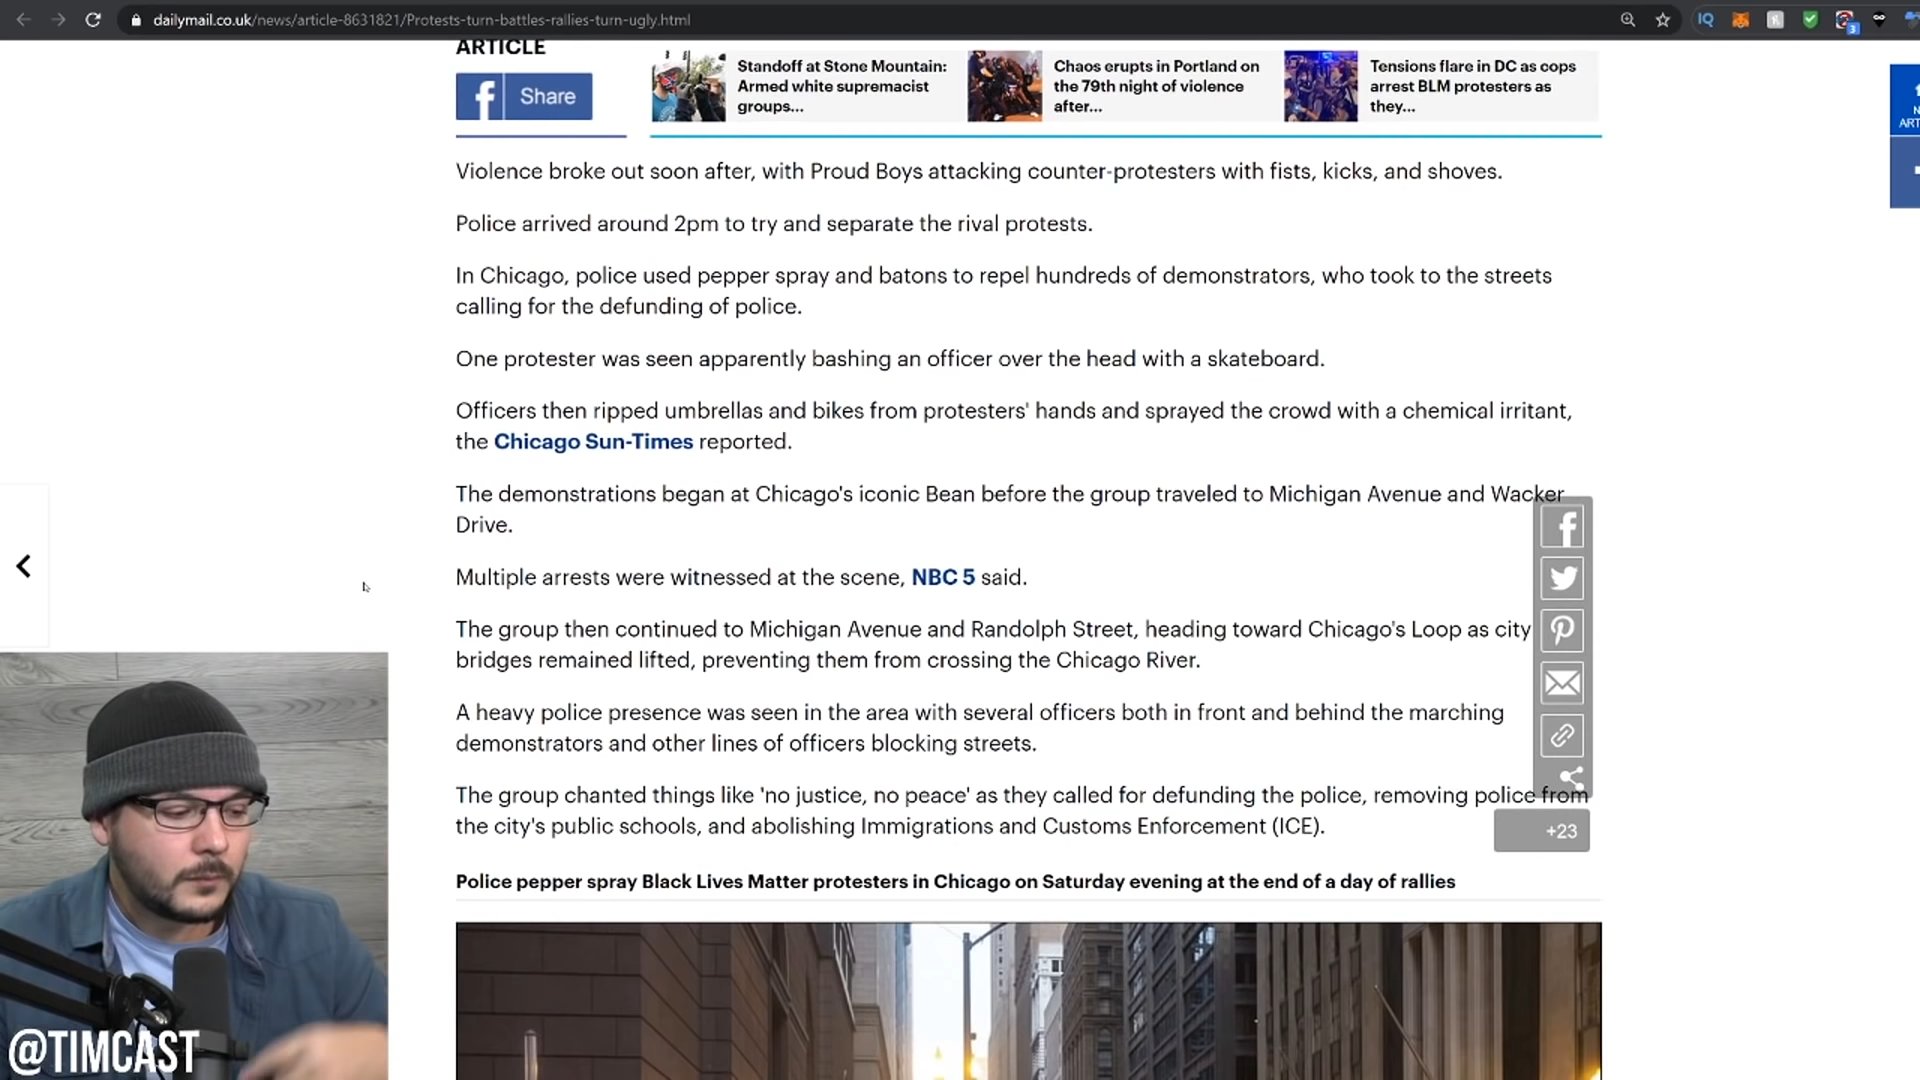 dailymail.co.uk/news/article-8631821/Protests-turn-battles-rallies-turn-ugly.html
IQ
3
ARTICLE
Share
Standoff at Stone Mountain:
Armed white supremacist
groups...
Chaos erupts in Portland on
the 79th night of violence
after...
Tensions flare in DC as cops
arrest BLM protesters as
they...
Violence broke out soon after, with Proud Boys attacking counter-protesters with fists, kicks, and shoves.
Police arrived around 2pm to try and separate the rival protests.
In Chicago, police used pepper spray and batons to repel hundreds of demonstrators, who took to the streets
calling for the defunding of police.
One protester was seen apparently bashing an officer over the head with a skateboard.
Officers then ripped umbrellas and bikes from protesters' hands and sprayed the crowd with a chemical irritant,
the Chicago Sun-Times reported.
The demonstrations began at Chicago's iconic Bean before the group traveled to Michigan Avenue and Wacker
Drive.
Multiple arrests were witnessed at the scene, NBC 5 said.
The group then continued to Michigan Avenue and Randolph Street, heading toward Chicago's Loop as city
bridges remained lifted, preventing them from crossing the Chicago River.
A heavy police presence was seen in the area with several officers both in front and behind the marching
demonstrators and other lines of officers blocking streets.
The group chanted things like 'no justice, no peace' as they called for defunding the police, removing police from
the city's public schools, and abolishing Immigrations and Customs Enforcement (ICE).
+23
Police pepper spray Black Lives Matter protesters in Chicago on Saturday evening at the end of a day of rallies
@TIMCAST